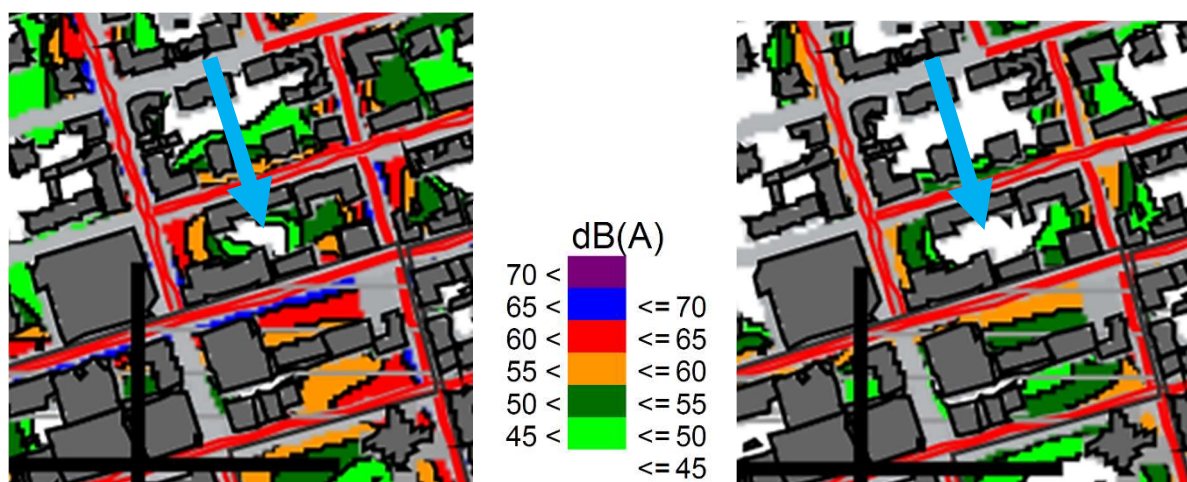 dB(A)
70 <
65 < <= 70
60 < <= 65
55 < <= 60
50 < <= 55
45 < <= 50
<= 45